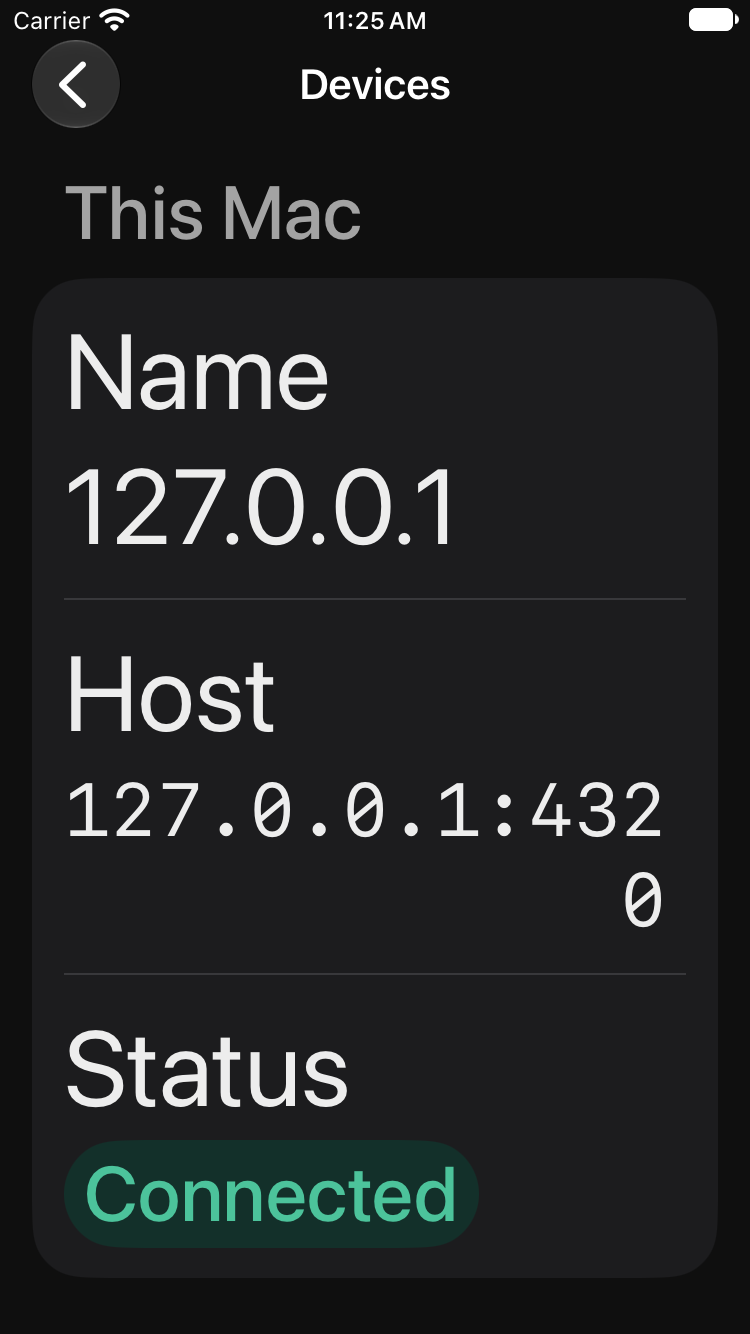 Carrier 11:25 AM
Devices
This Mac
Name
127.0.0.1
Host
127.0.0.1:432
0
Status
Connected